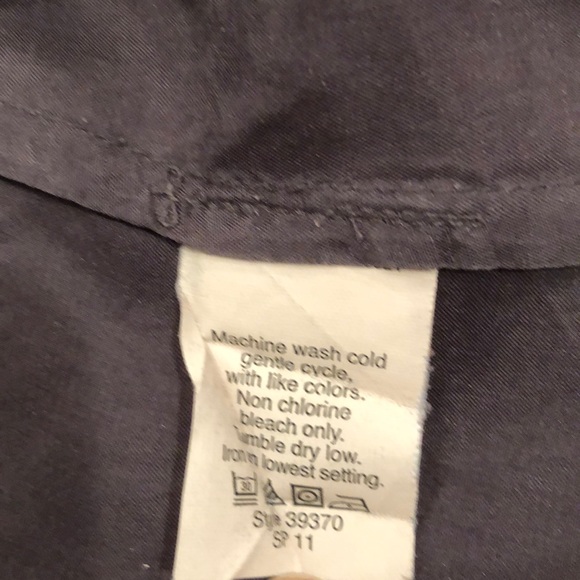 Machine wash cold
gentle cycle,
with like colors.
Non chlorine
bleach only.
Tumble dry low.
Iron on lowest setting.
30
Style 39370
SP 11